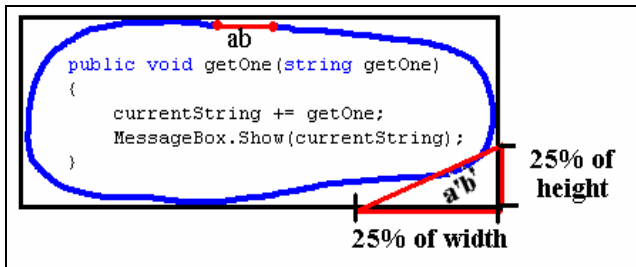 ab
public void getOne(string getOne)
{
currentString += getOne;
MessageBox.Show(currentString);
}
a'b'
25% of
height
25% of width